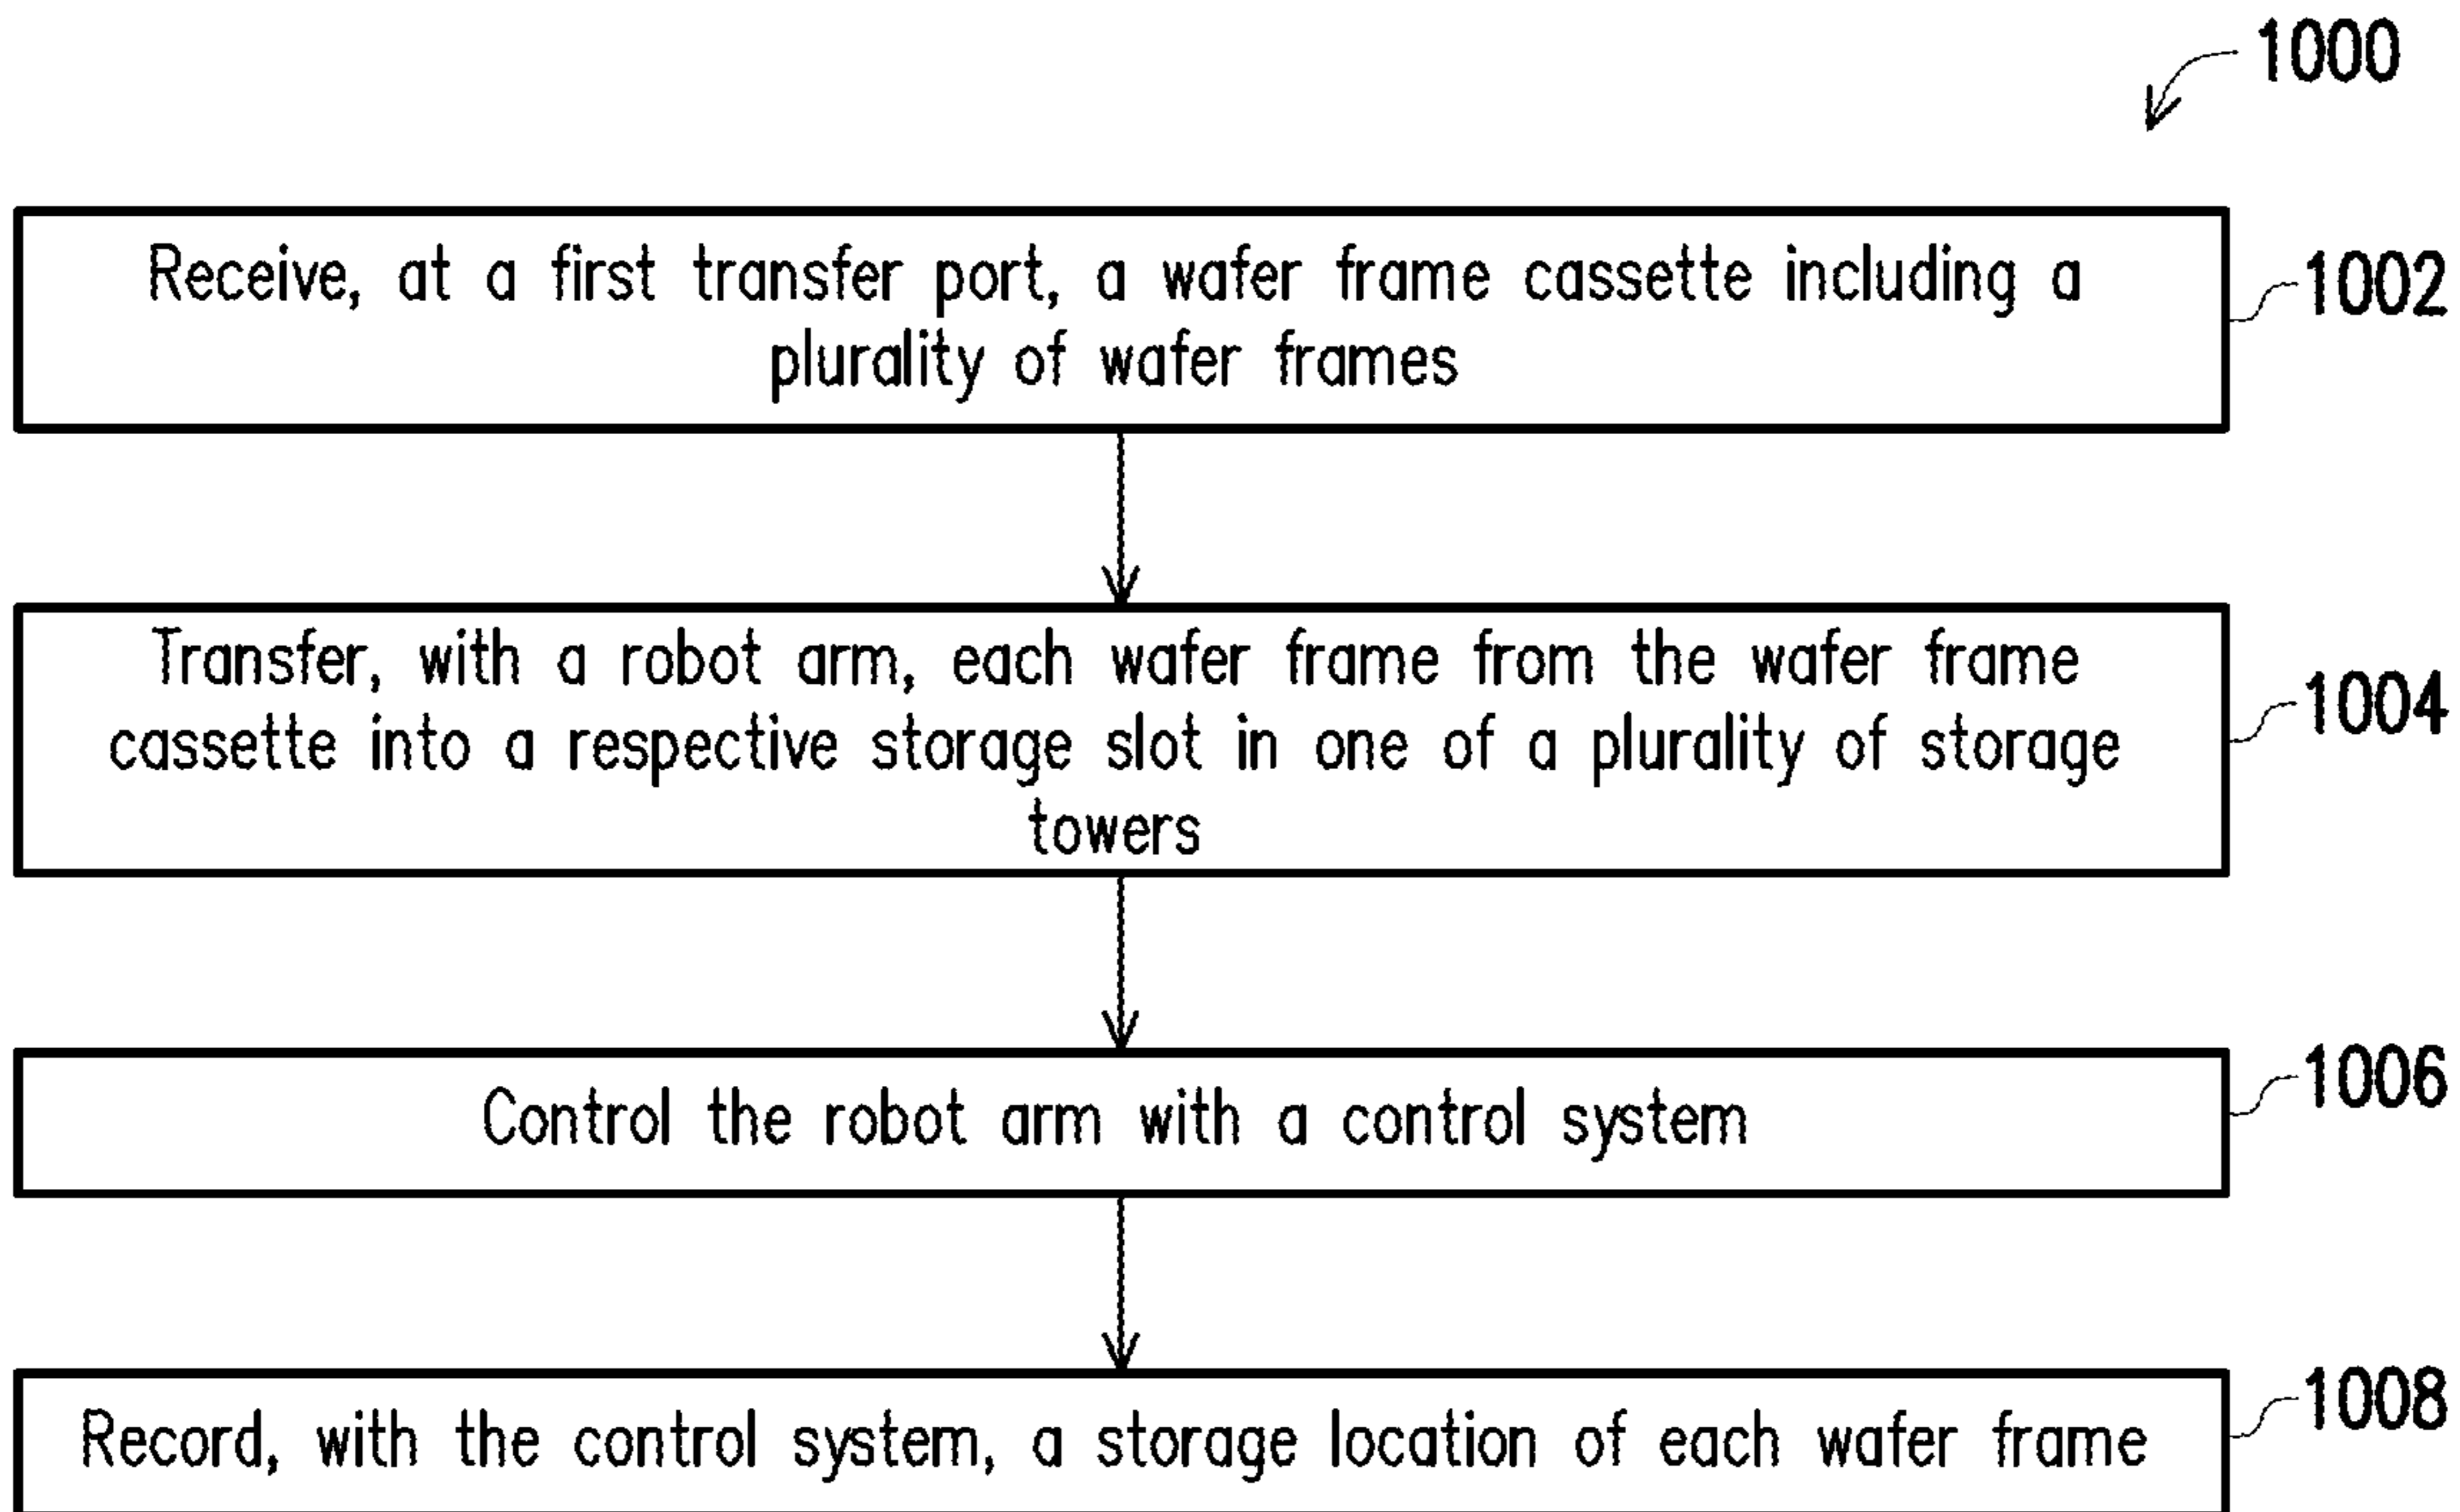 1000
Receive, at a first transfer port, a wafer frame cassette including a
plurality of wafer frames
1002
Transfer, with a robot arm, each wafer frame from the wafer frame
cassette into a respective storage slot in one of a plurality of storage
towers
1004
Control the robot arm with a control system
1006
Record, with the control system, a storage location of each wafer frame
1008